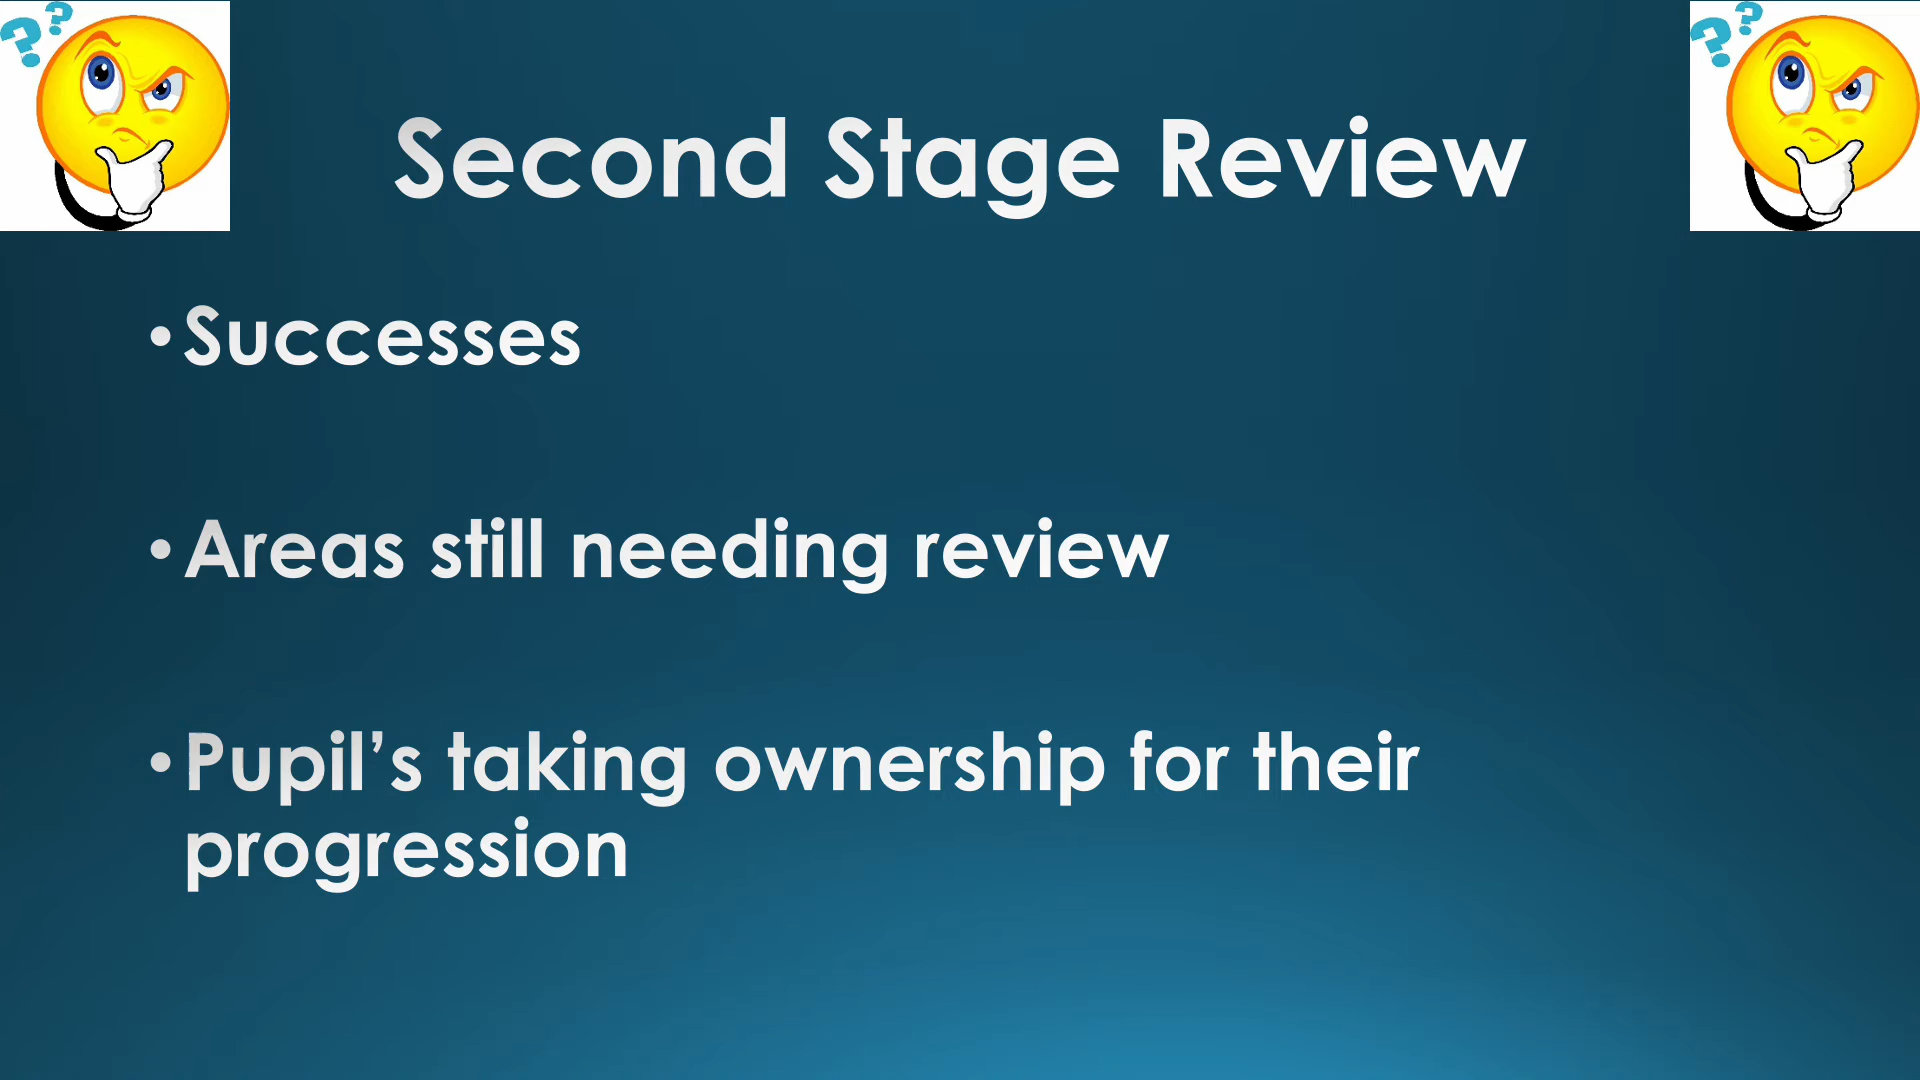 ? ?
? ?
Second Stage Review
•Successes
•Areas still needing review
•Pupil’s taking ownership for their
progression